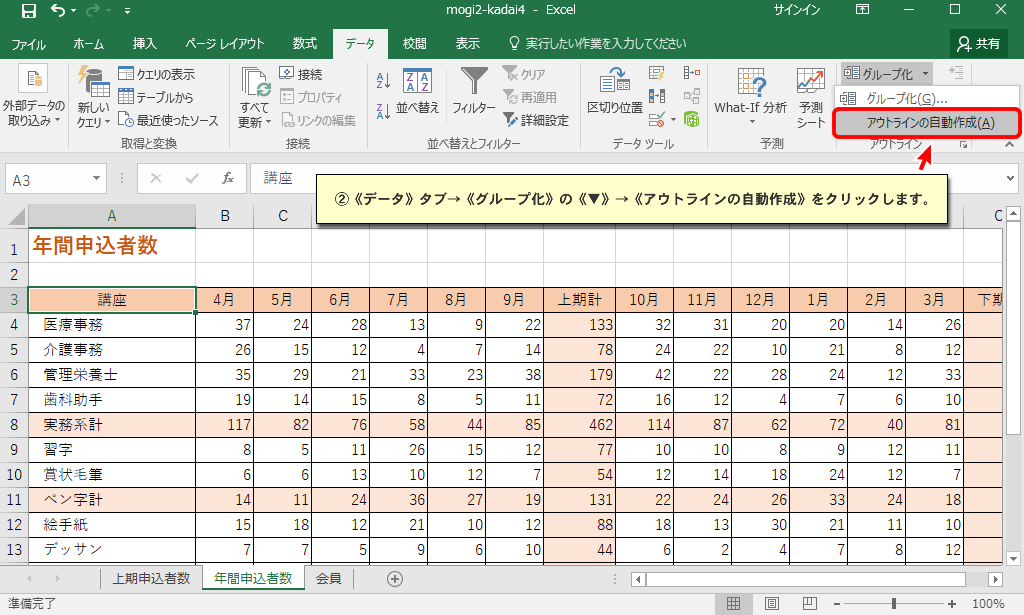 mogi2-kadai4 - Excel
サインイン
ファイル ホーム 挿入 ページ レイアウト 数式 データ 校閲 表示 実行したい作業を入力してください 共有
外部データの取り込み
新しいクエリ
クエリの表示
テーブルから
最近使ったソース
取得と変換
すべて更新
接続
プロパティ
リンクの編集
接続
並べ替え
フィルター
クリア
再適用
詳細設定
並べ替えとフィルター
区切り位置
データ ツール
What-If 分析
予測シート
予測
グループ化
グループ化(G)...
アウトラインの自動作成(A)
アウトライン
A3
講座
②《データ》タブ→《グループ化》の《▼》→《アウトラインの自動作成》をクリックします。
A B C
1 年間申込者数
2
3 講座 4月 5月 6月 7月 8月 9月 上期計 10月 11月 12月 1月 2月 3月 下期
4 医療事務 37 24 28 13 9 22 133 32 31 20 20 14 26
5 介護事務 26 15 12 4 7 14 78 24 22 10 21 8 12
6 管理栄養士 35 29 21 33 23 38 179 42 22 28 24 12 33
7 歯科助手 19 14 15 8 5 11 72 16 12 4 7 6 10
8 実務系計 117 82 76 58 44 85 462 114 87 62 72 40 81
9 習字 8 5 11 26 15 12 77 10 10 8 9 12 11
10 賞状毛筆 6 6 13 10 12 7 54 12 14 18 24 12 7
11 ペン字計 14 11 24 36 27 19 131 22 24 26 33 24 18
12 絵手紙 15 18 12 21 10 12 88 18 13 30 21 11 10
13 デッサン 7 7 5 9 6 10 44 6 2 4 7 8 12
上期申込者数 年間申込者数 会員
準備完了
100%